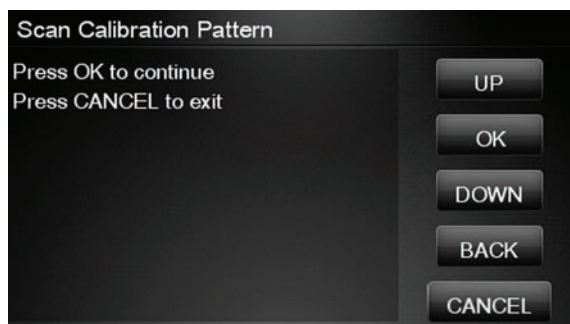 Scan Calibration Pattern
Press OK to continue
Press CANCEL to exit
UP
OK
DOWN
BACK
CANCEL